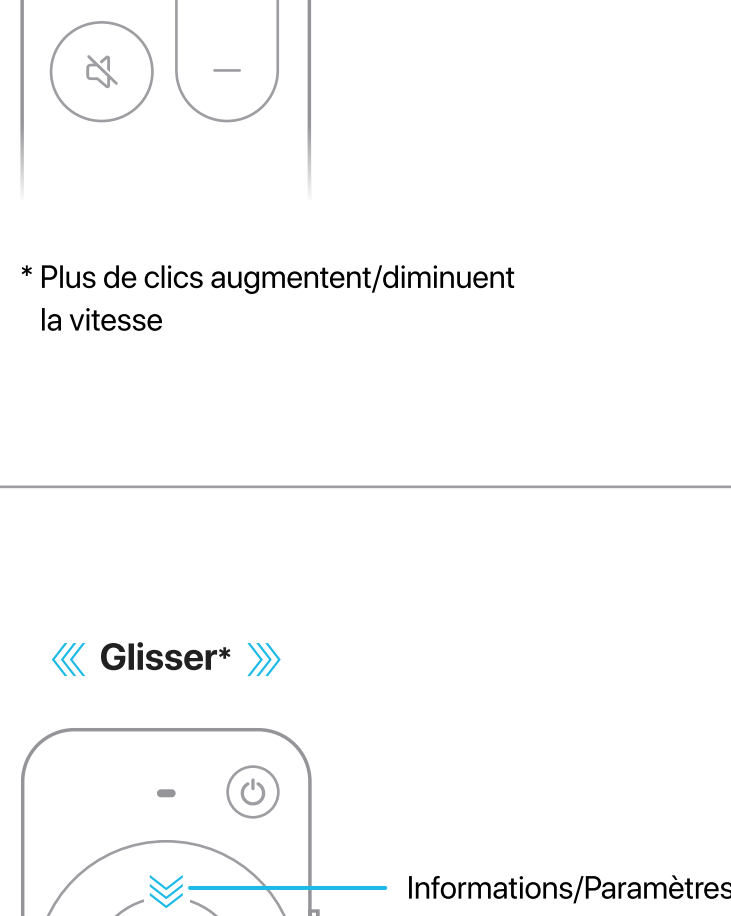 * Plus de clics augmentent/diminuent
la vitesse
Glisser*
Informations/Paramètres